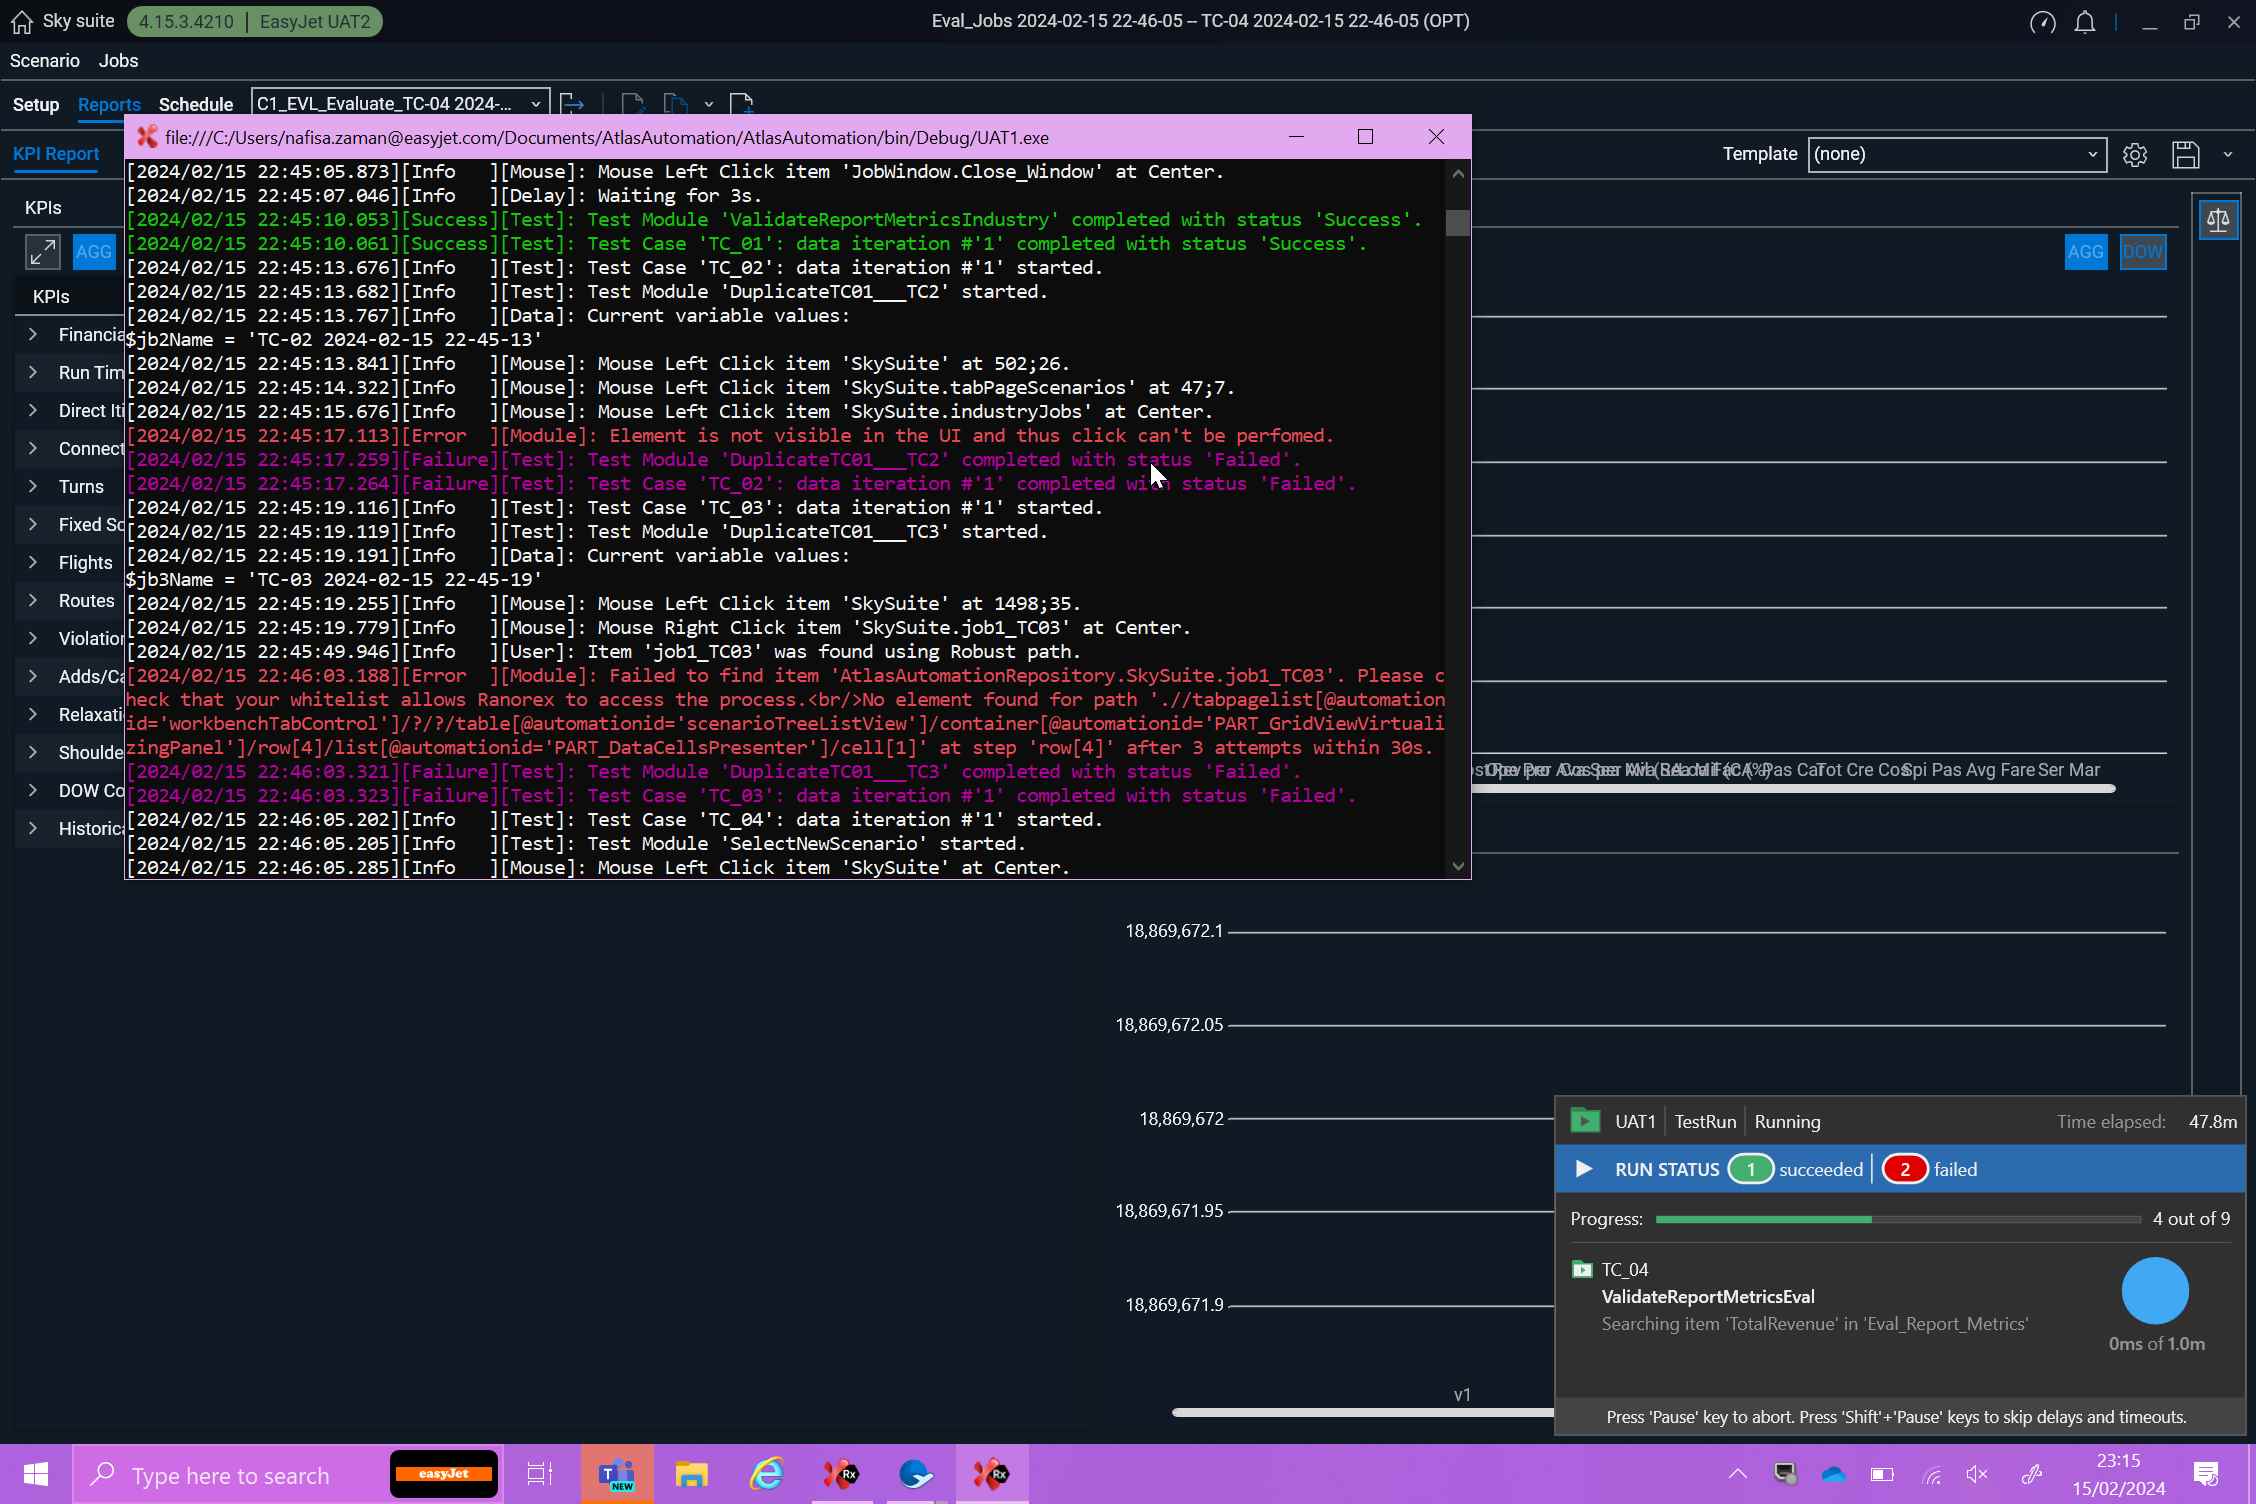 Sky suite 4.15.3.4210 | EasyJet UAT2 Eval_Jobs 2024-02-15 22-46-05 – TC-04 2024-02-15 22-46-05 (OPT)
Scenario Jobs
Setup Reports Schedule C1_EVL_Evaluate_TC-04 2024-...
file:///C:/Users/nafisa.zaman@easyjet.com/Documents/AtlasAutomation/AtlasAutomation/bin/Debug/UAT1.exe
KPI Report Template (none)
[2024/02/15 22:45:05.873][Info   ][Mouse]: Mouse Left Click item 'JobWindow.Close_Window' at Center.
[2024/02/15 22:45:07.046][Info   ][Delay]: Waiting for 3s.
[2024/02/15 22:45:10.053][Success][Test]: Test Module 'ValidateReportMetricsIndustry' completed with status 'Success'.
[2024/02/15 22:45:10.061][Success][Test]: Test Case 'TC_01': data iteration #'1' completed with status 'Success'.
[2024/02/15 22:45:13.676][Info   ][Test]: Test Case 'TC_02': data iteration #'1' started.
[2024/02/15 22:45:13.682][Info   ][Test]: Test Module 'DuplicateTC01___TC2' started.
[2024/02/15 22:45:13.767][Info   ][Data]: Current variable values:
$jb2Name = 'TC-02 2024-02-15 22-45-13'
[2024/02/15 22:45:13.841][Info   ][Mouse]: Mouse Left Click item 'SkySuite' at 502;26.
[2024/02/15 22:45:14.322][Info   ][Mouse]: Mouse Left Click item 'SkySuite.tabPageScenarios' at 47;7.
[2024/02/15 22:45:15.676][Info   ][Mouse]: Mouse Left Click item 'SkySuite.industryJobs' at Center.
[2024/02/15 22:45:17.113][Error  ][Module]: Element is not visible in the UI and thus click can't be perfomed.
[2024/02/15 22:45:17.259][Failure][Test]: Test Module 'DuplicateTC01___TC2' completed with status 'Failed'.
[2024/02/15 22:45:17.264][Failure][Test]: Test Case 'TC_02': data iteration #'1' completed with status 'Failed'.
[2024/02/15 22:45:19.116][Info   ][Test]: Test Case 'TC_03': data iteration #'1' started.
[2024/02/15 22:45:19.119][Info   ][Test]: Test Module 'DuplicateTC01___TC3' started.
[2024/02/15 22:45:19.191][Info   ][Data]: Current variable values:
$jb3Name = 'TC-03 2024-02-15 22-45-19'
[2024/02/15 22:45:19.255][Info   ][Mouse]: Mouse Left Click item 'SkySuite' at 1498;35.
[2024/02/15 22:45:19.779][Info   ][Mouse]: Mouse Right Click item 'SkySuite.job1_TC03' at Center.
[2024/02/15 22:45:49.946][Info   ][User]: Item 'job1_TC03' was found using Robust path.
[2024/02/15 22:46:03.188][Error  ][Module]: Failed to find item 'AtlasAutomationRepository.SkySuite.job1_TC03'. Please c
heck that your whitelist allows Ranorex to access the process.<br/>No element found for path './/tabpagelist[@automation
id='workbenchTabControl']/?/?/table[@automationid='scenarioTreeListView']/container[@automationid='PART_GridViewVirtuali
zingPanel']/row[4]/list[@automationid='PART_DataCellsPresenter']/cell[1]' at step 'row[4]' after 3 attempts within 30s.
[2024/02/15 22:46:03.321][Failure][Test]: Test Module 'DuplicateTC01___TC3' completed with status 'Failed'.
[2024/02/15 22:46:03.323][Failure][Test]: Test Case 'TC_03': data iteration #'1' completed with status 'Failed'.
[2024/02/15 22:46:05.202][Info   ][Test]: Test Case 'TC_04': data iteration #'1' started.
[2024/02/15 22:46:05.205][Info   ][Test]: Test Module 'SelectNewScenario' started.
[2024/02/15 22:46:05.285][Info   ][Mouse]: Mouse Left Click item 'SkySuite' at Center.
KPIs
AGG
KPIs
Financia
Run Tim
Direct Iti
Connect
Turns
Fixed Sc
Flights
Routes
Violation
Adds/Ca
Relaxati
Shoulde
DOW Co
Historica
AGG DOW
Tot Cre Cos Spi Pas Avg Fare Ser Mar
18,869,672.1
18,869,672.05
18,869,672
18,869,671.95
18,869,671.9
v1
UAT1 TestRun Running Time elapsed: 47.8m
RUN STATUS 1 succeeded 2 failed
Progress: 4 out of 9
TC_04
ValidateReportMetricsEval
Searching item 'TotalRevenue' in 'Eval_Report_Metrics'
0ms of 1.0m
Press 'Pause' key to abort. Press 'Shift'+'Pause' keys to skip delays and timeouts.
Type here to search easyJet T NEW Rx Rx
23:15
15/02/2024